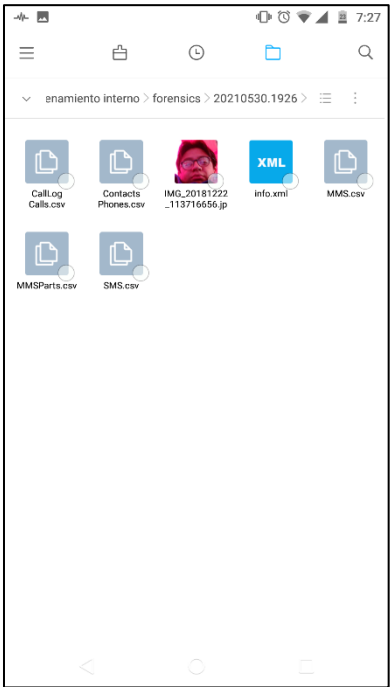 7:27
enamiento interno > forensics > 20210530.1926 >
XML
CallLog
Calls.csv
Contacts
Phones.csv
IMG_20181222
_113716656.jp
info.xml
MMS.csv
MMSParts.csv
SMS.csv